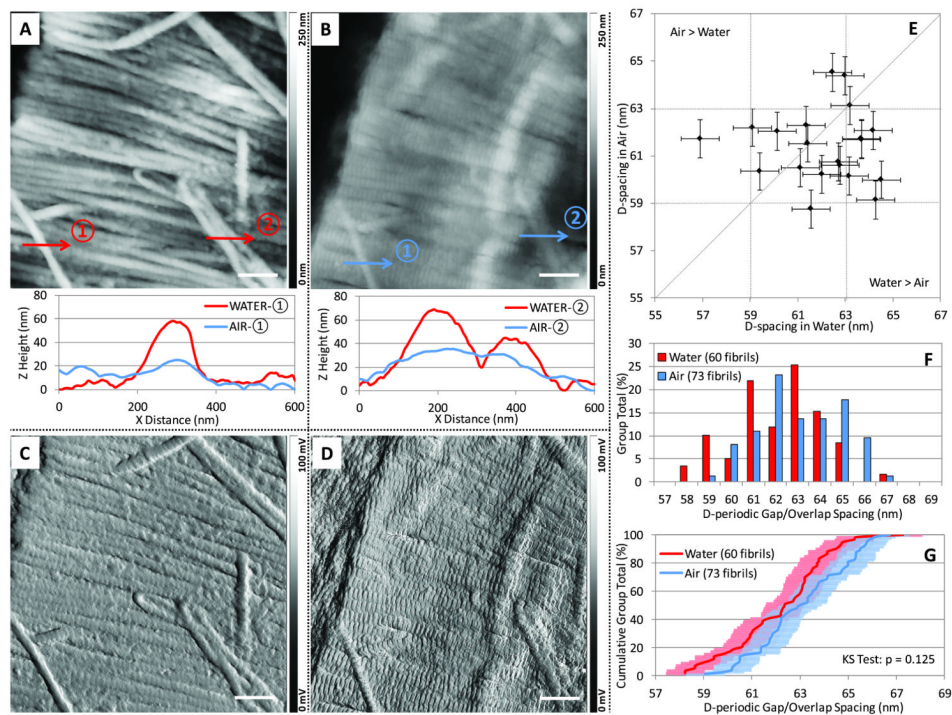 A
250 nm
0 nm
①
②
B
250 nm
0 nm
①
②
E
Air > Water
Water > Air
D-spacing in Air (nm)
67
65
63
61
59
57
55
55 57 59 61 63 65 67
D-spacing in Water (nm)
Z Height (nm)
80
60
40
20
0
WATER-①
AIR-①
0 200 400 600
X Distance (nm)
Z Height (nm)
80
60
40
20
0
WATER-②
AIR-②
0 200 400 600
X Distance (nm)
F
Water (60 fibrils)
Air (73 fibrils)
Group Total (%)
30
25
20
15
10
5
0
57 58 59 60 61 62 63 64 65 66 67 68 69
D-periodic Gap/Overlap Spacing (nm)
C
100 mV
0 mV
D
100 mV
0 mV
G
Water (60 fibrils)
Air (73 fibrils)
Cumulative Group Total (%)
100
80
60
40
20
0
KS Test: p = 0.125
57 59 61 63 65 67 69
D-periodic Gap/Overlap Spacing (nm)